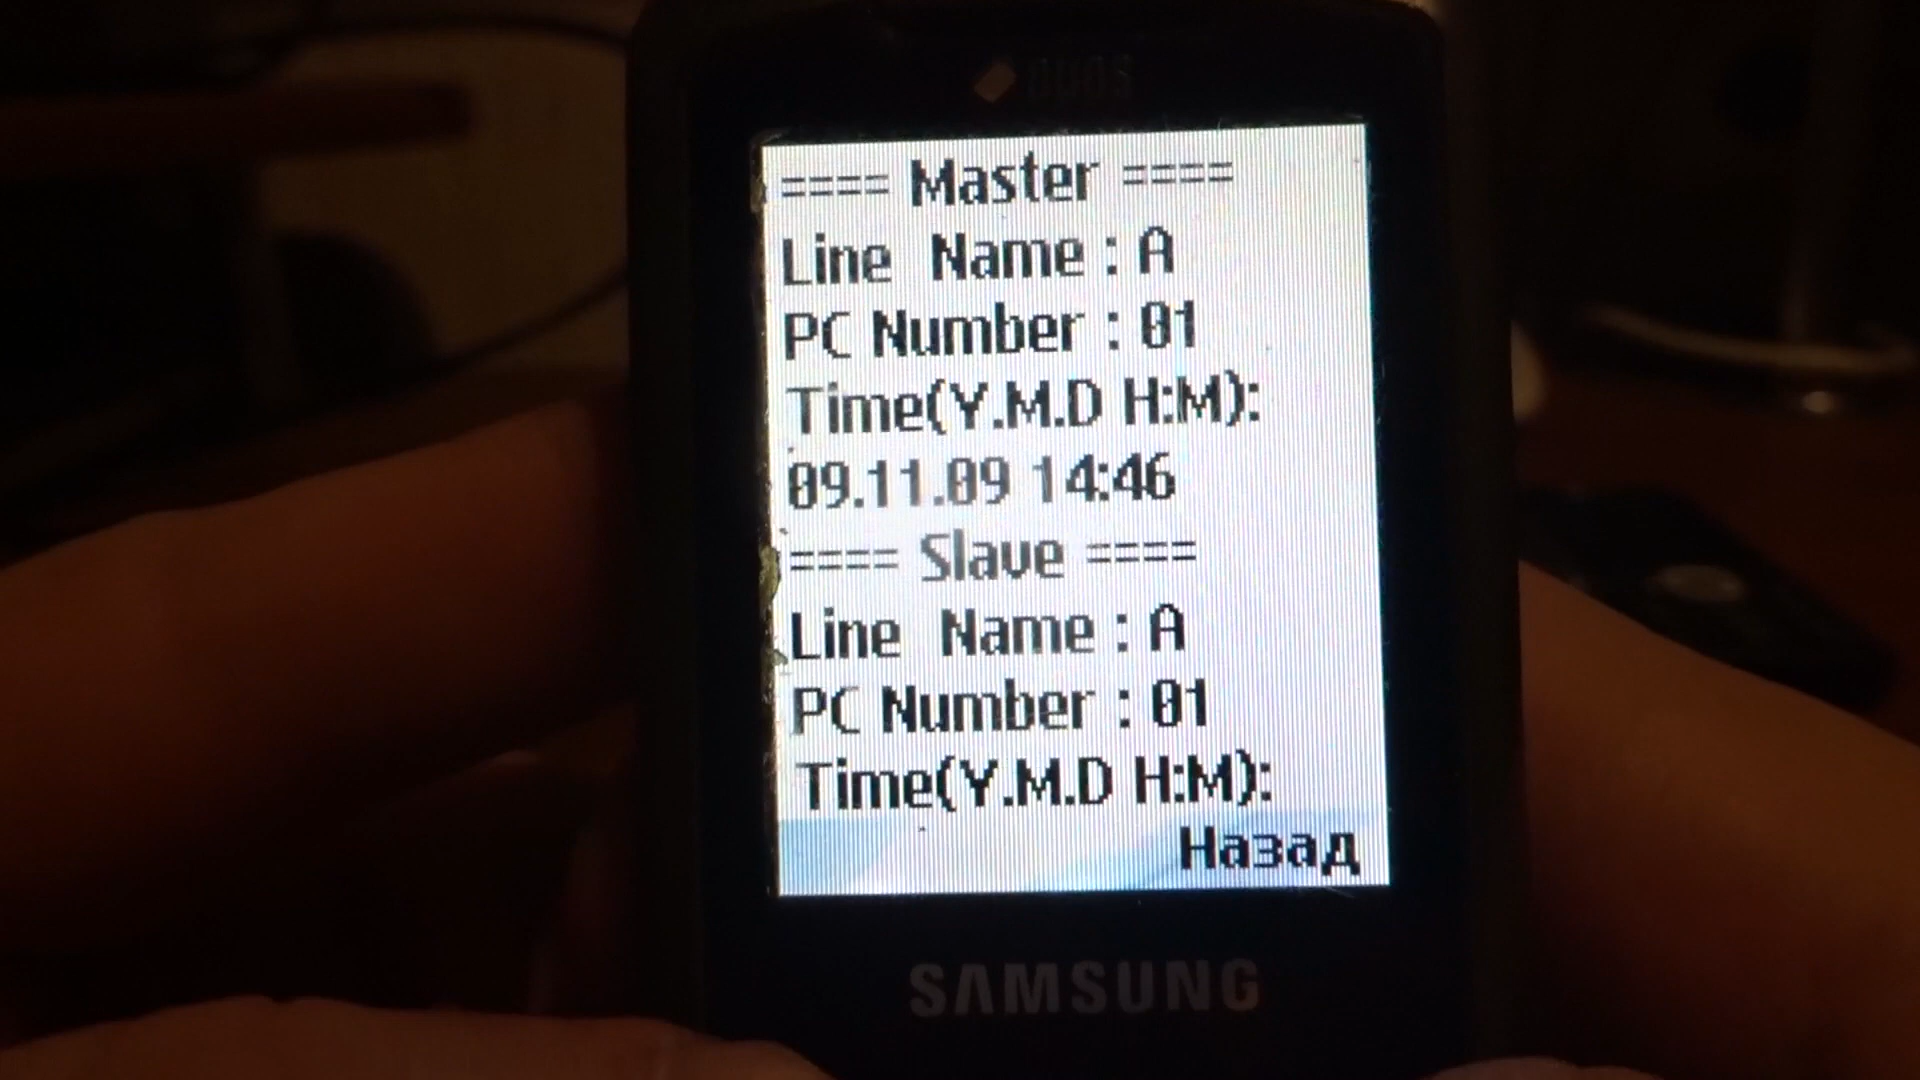 DUOS
==== Master ====
Line Name : A
PC Number : 01
Time(Y.M.D H:M):
09.11.09 14:46
==== Slave ====
Line Name : A
PC Number : 01
Time(Y.M.D H:M):
Назад
SAMSUNG